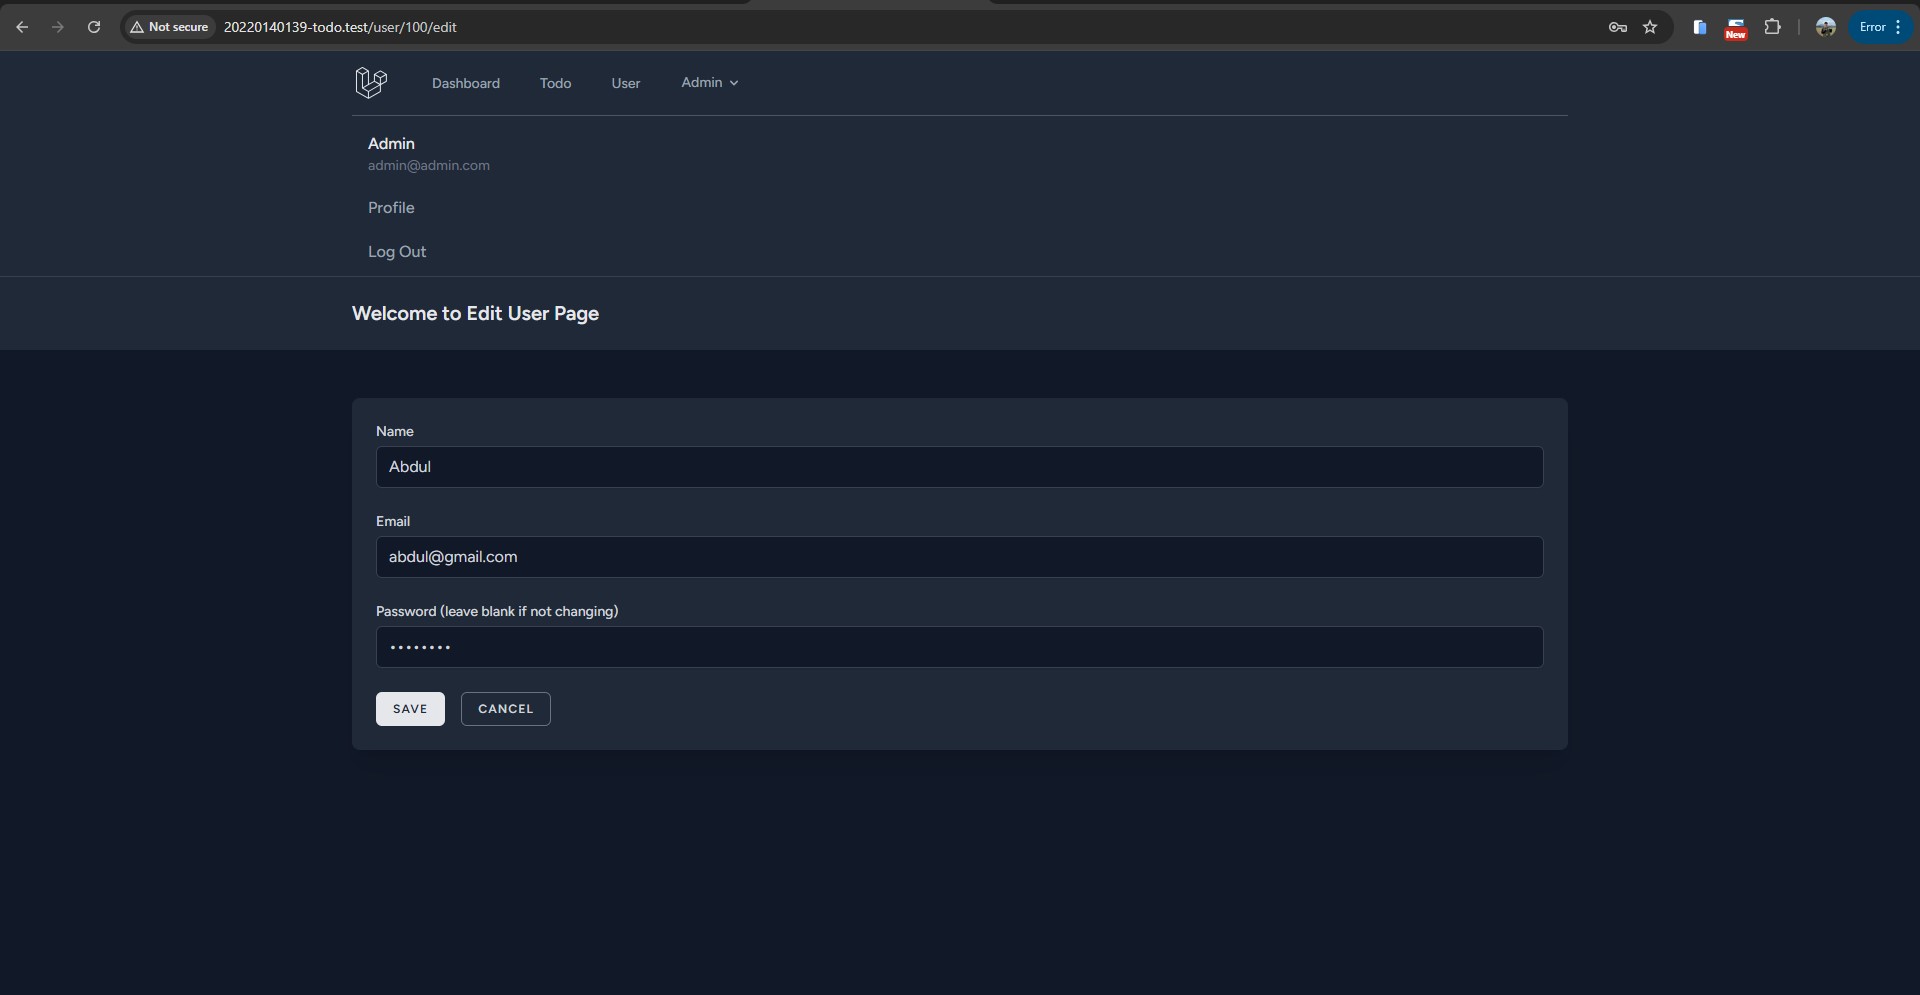 Not secure
20220140139-todo.test/user/100/edit
New
Error
Dashboard Todo User Admin
Admin
admin@admin.com
Profile
Log Out
Welcome to Edit User Page
Name
Abdul
Email
abdul@gmail.com
Password (leave blank if not changing)
••••••••
SAVE CANCEL